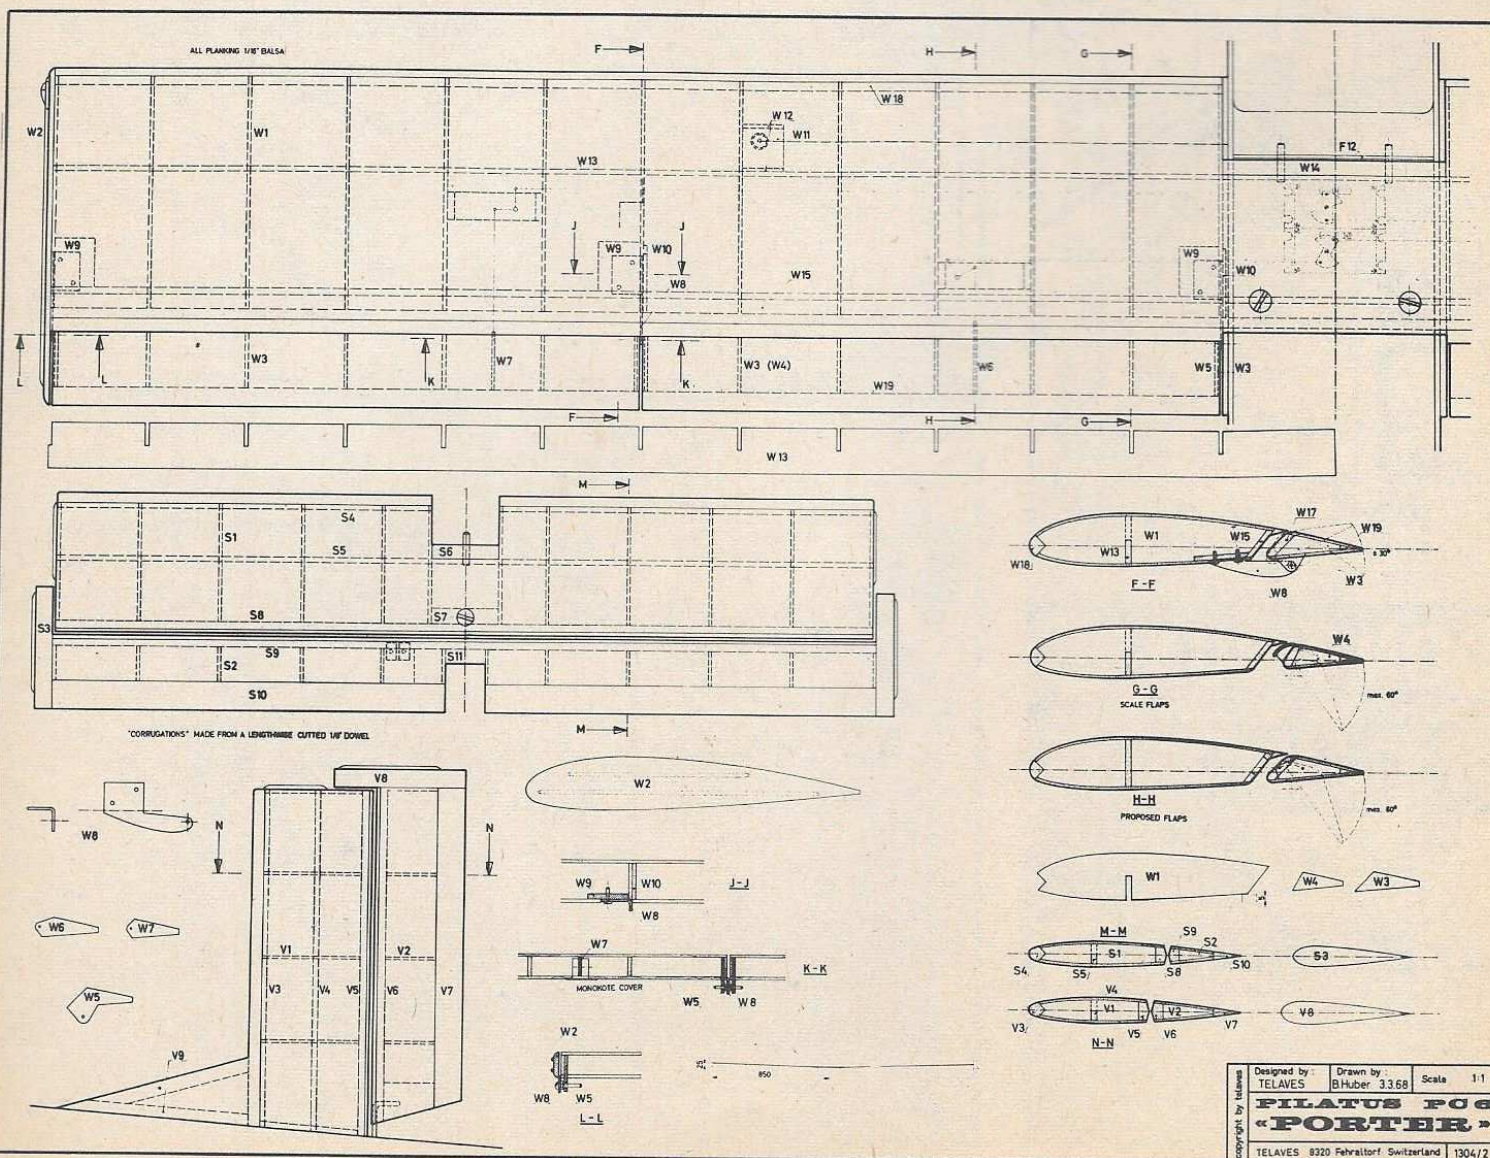 ALL PLANKING 1/16" BALSA
F
H
G
W18
W2
W1
W12
W11
W13
F12
W14
J
J
W9
W9
W10
W8
W15
W9
W10
L
L
W3
K
W7
K
W3 (W4)
W19
W6
W5
W3
F
H
G
W13
M
S4
S1
S5
S6
S8
S7
S3
S9
S2
S11
S10
M
"CORRUGATIONS" MADE FROM A LENGTHWISE CUTTED 1/8" DOWEL
W17
W19
W1
W15
W13
± 30°
W18
F-F
W3
W8
W4
G-G
SCALE FLAPS
max. 60°
H-H
PROPOSED FLAPS
max. 60°
V8
W2
W8
N
N
W9
W10
J-J
W8
W1
W4
W3
W6
W7
V1
V2
V3
V4
V5
V6
V7
W5
V9
W7
K-K
MONOKOTE COVER
W5
W8
M-M
S9
S2
S1
S3
S4
S5
S8
S10
V4
V1
V2
V8
V3
V5
V6
V7
N-N
W2
W8
W5
L-L
25
850
copyright by telaves
Designed by : TELAVES
Drawn by : B.Huber 3.3.68
Scale 1:1
PILATUS PC 6
«PORTER»
TELAVES 8320 Fehraltorf Switzerland 1304/2